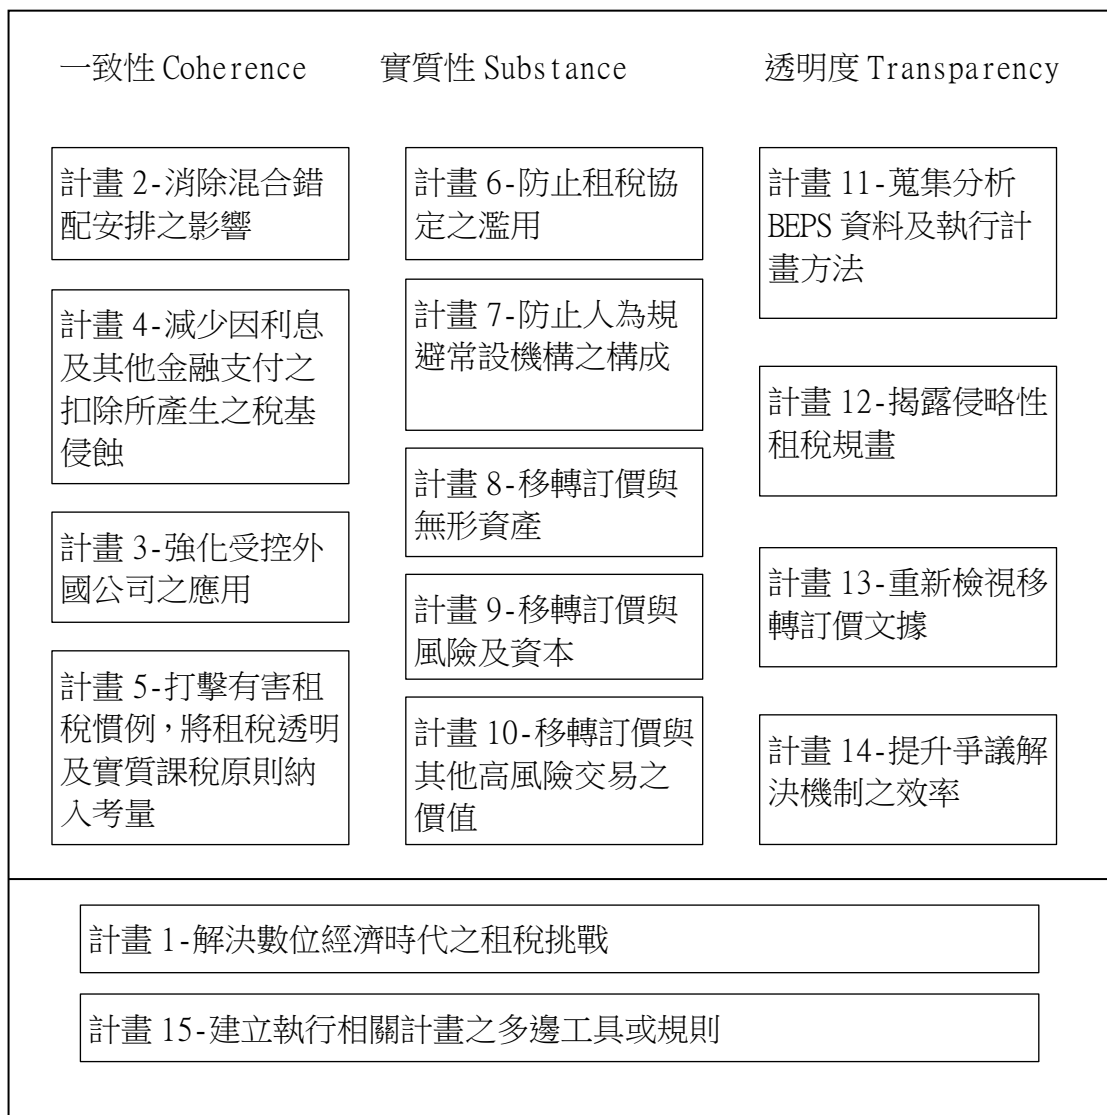 一致性 Coherence
實質性 Substance
透明度 Transparency
計畫 2-消除混合錯
配安排之影響
計畫 4-減少因利息
及其他金融支付之
扣除所產生之稅基
侵蝕
計畫 3-強化受控外
國公司之應用
計畫 5-打擊有害租
稅慣例，將租稅透明
及實質課稅原則納
入考量
計畫 6-防止租稅協
定之濫用
計畫 7-防止人為規
避常設機構之構成
計畫 8-移轉訂價與
無形資產
計畫 9-移轉訂價與
風險及資本
計畫 10-移轉訂價與
其他高風險交易之
價值
計畫 11-蒐集分析
BEPS 資料及執行計
畫方法
計畫 12-揭露侵略性
租稅規畫
計畫 13-重新檢視移
轉訂價文據
計畫 14-提升爭議解
決機制之效率
計畫 1-解決數位經濟時代之租稅挑戰
計畫 15-建立執行相關計畫之多邊工具或規則